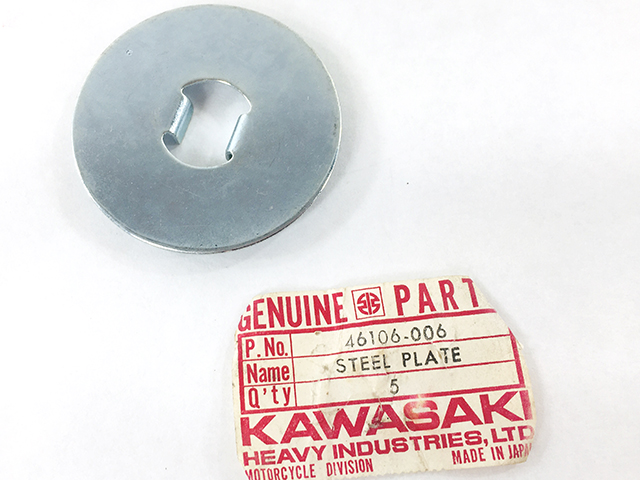 GENUINE PART
P.No. 46106-006
Name STEEL PLATE
Q'ty 5
KAWASAKI
HEAVY INDUSTRIES, LTD
MOTORCYCLE DIVISION MADE IN JAPAN